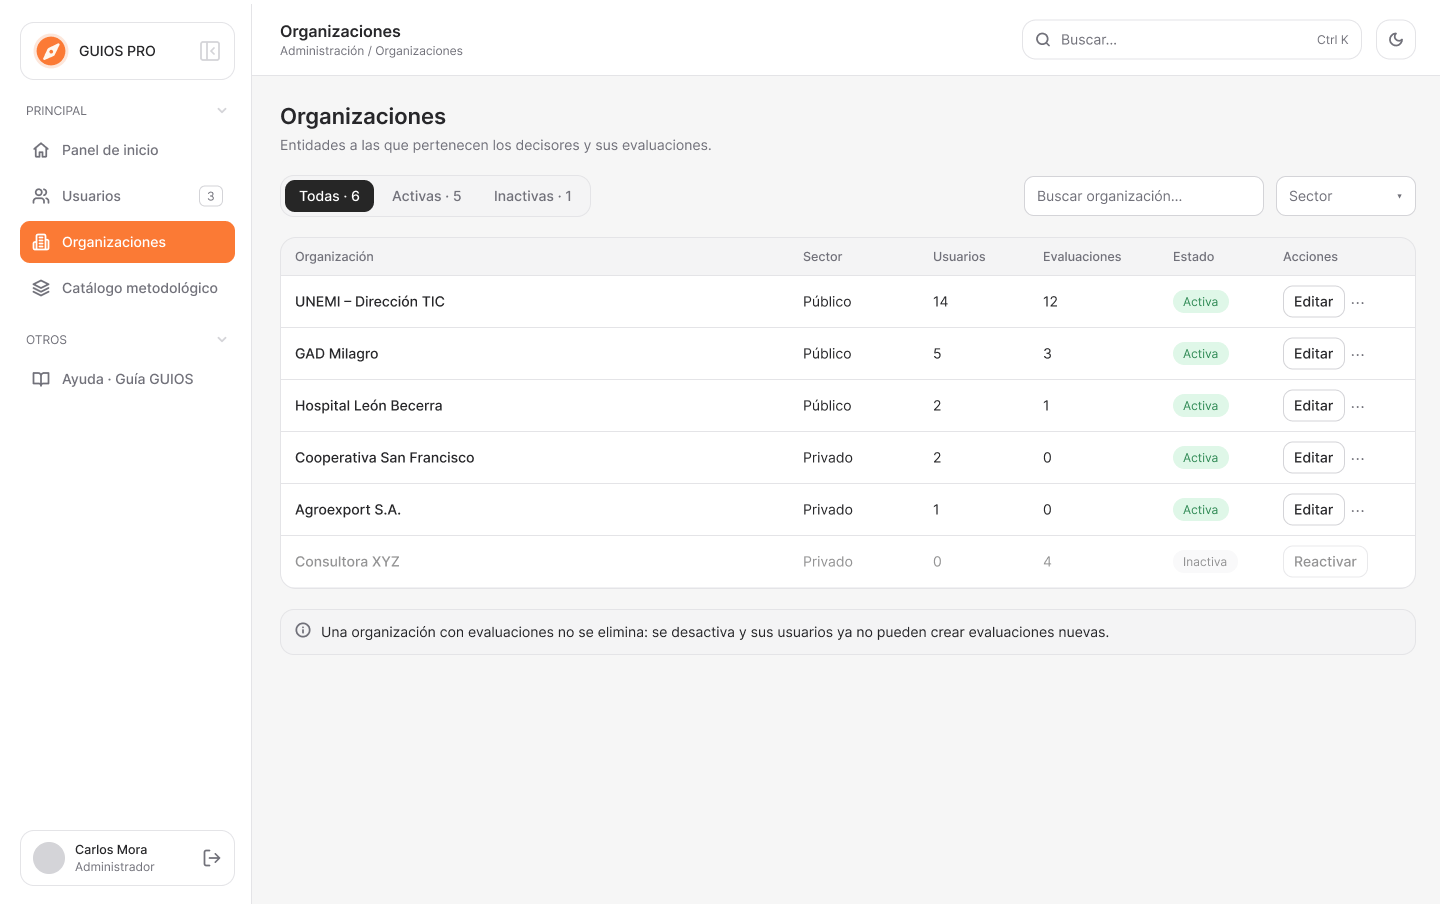 GUIOS PRO
PRINCIPAL
Panel de inicio
Usuarios 3
Organizaciones
Catálogo metodológico
OTROS
Ayuda · Guía GUIOS
Carlos Mora
Administrador
Organizaciones
Administración / Organizaciones
Buscar... Ctrl K
Organizaciones
Entidades a las que pertenecen los decisores y sus evaluaciones.
Todas · 6 Activas · 5 Inactivas · 1
Buscar organización... Sector
Organización Sector Usuarios Evaluaciones Estado Acciones
UNEMI – Dirección TIC Público 14 12 Activa Editar ...
GAD Milagro Público 5 3 Activa Editar ...
Hospital León Becerra Público 2 1 Activa Editar ...
Cooperativa San Francisco Privado 2 0 Activa Editar ...
Agroexport S.A. Privado 1 0 Activa Editar ...
Consultora XYZ Privado 0 4 Inactiva Reactivar
Una organización con evaluaciones no se elimina: se desactiva y sus usuarios ya no pueden crear evaluaciones nuevas.